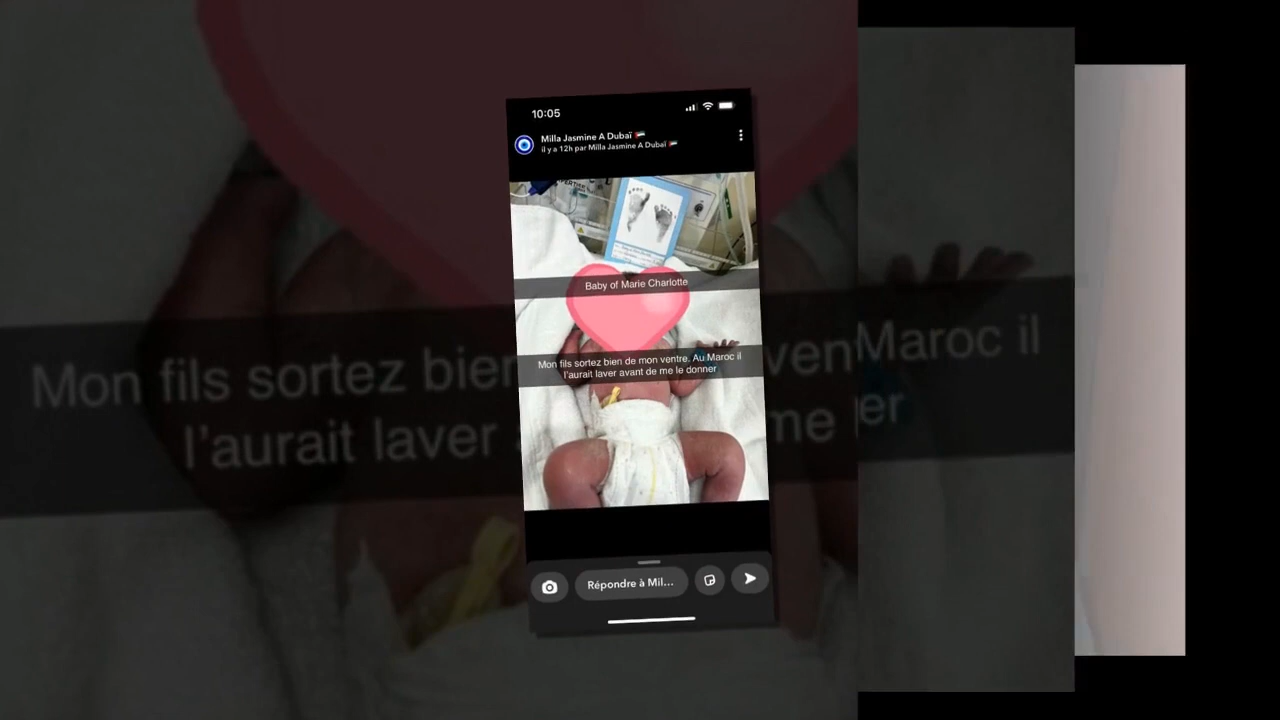 10:05
Milla Jasmine A Dubaï 🇦🇪
il y a 12h par Milla Jasmine A Dubaï 🇦🇪
Baby of Marie Charlotte
Mon fils sortez bien de mon ventre. Au Maroc il
l'aurait laver avant de me le donner
Répondre à Mil...
Mon fils sortez bien
venMaroc il
l'aurait laver
me
er